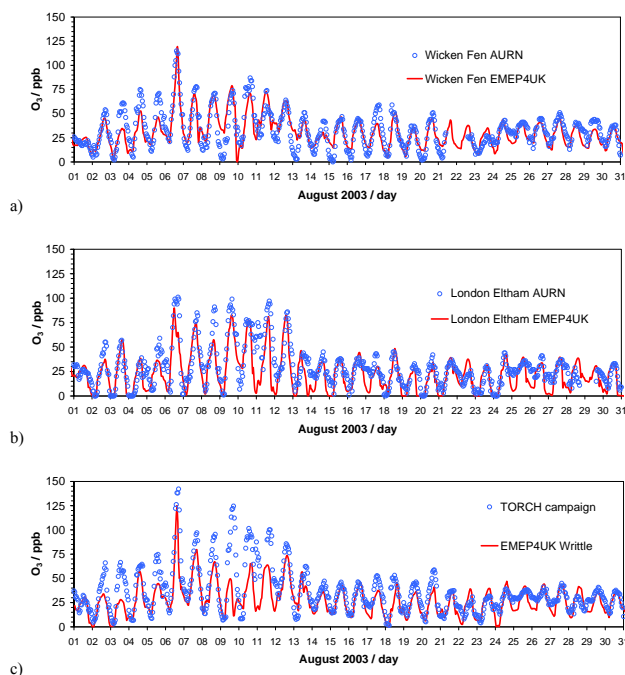 150
Wicken Fen AURN
125
Wicken Fen EMEP4UK
100
O3 / ppb
75
50
25
0
01 02 03 04 05 06 07 08 09 10 11 12 13 14 15 16 17 18 19 20 21 22 23 24 25 26 27 28 29 30 31
August 2003 / day
a)
150
125
London Eltham AURN
100
London Eltham EMEP4UK
O3 / ppb
75
50
25
0
01 02 03 04 05 06 07 08 09 10 11 12 13 14 15 16 17 18 19 20 21 22 23 24 25 26 27 28 29 30 31
August 2003 / day
b)
150
TORCH campaign
125
100
EMEP4UK Writtle
O3 / ppb
75
50
25
0
01 02 03 04 05 06 07 08 09 10 11 12 13 14 15 16 17 18 19 20 21 22 23 24 25 26 27 28 29 30 31
August 2003 / day
c)